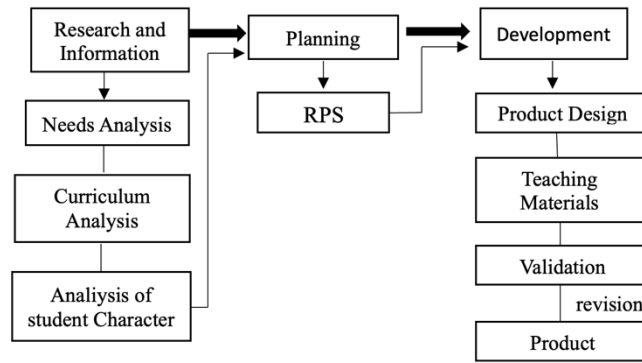 Research and
Information
Needs Analysis
Curriculum
Analysis
Analiysis of
student Character
Planning
RPS
Development
Product Design
Teaching
Materials
Validation
revision
Product